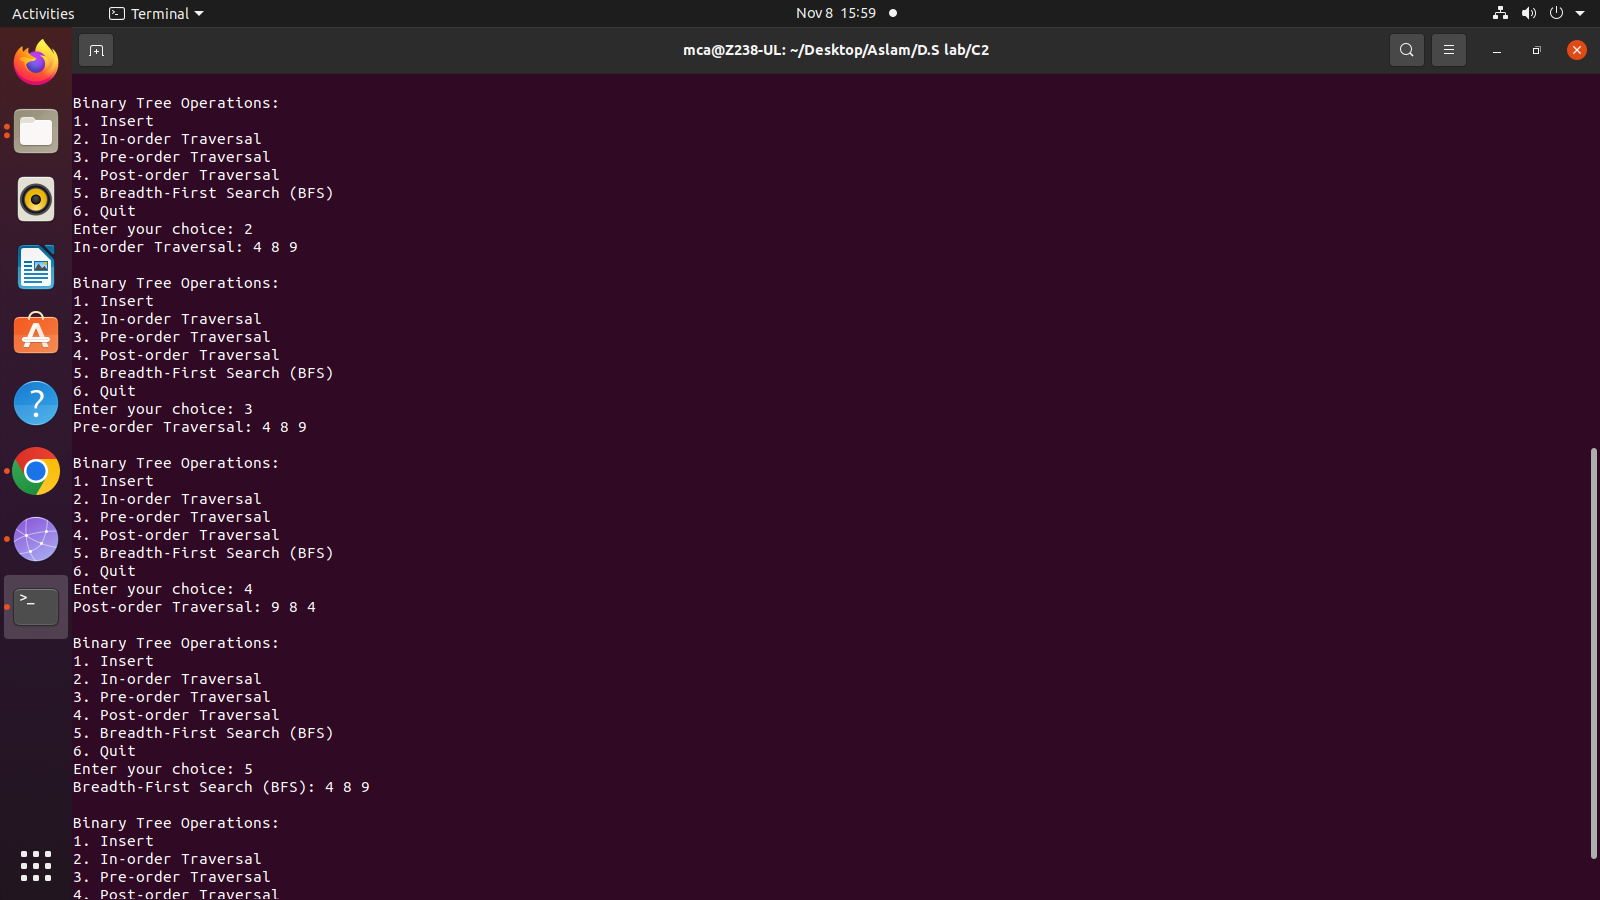 Activities
Terminal
Nov 8 15:59
mca@Z238-UL: ~/Desktop/Aslam/D.S lab/C2
Binary Tree Operations:
1. Insert
2. In-order Traversal
3. Pre-order Traversal
4. Post-order Traversal
5. Breadth-First Search (BFS)
6. Quit
Enter your choice: 2
In-order Traversal: 4 8 9
Binary Tree Operations:
1. Insert
2. In-order Traversal
3. Pre-order Traversal
4. Post-order Traversal
5. Breadth-First Search (BFS)
6. Quit
Enter your choice: 3
Pre-order Traversal: 4 8 9
Binary Tree Operations:
1. Insert
2. In-order Traversal
3. Pre-order Traversal
4. Post-order Traversal
5. Breadth-First Search (BFS)
6. Quit
Enter your choice: 4
Post-order Traversal: 9 8 4
Binary Tree Operations:
1. Insert
2. In-order Traversal
3. Pre-order Traversal
4. Post-order Traversal
5. Breadth-First Search (BFS)
6. Quit
Enter your choice: 5
Breadth-First Search (BFS): 4 8 9
Binary Tree Operations:
1. Insert
2. In-order Traversal
3. Pre-order Traversal
4. Post-order Traversal